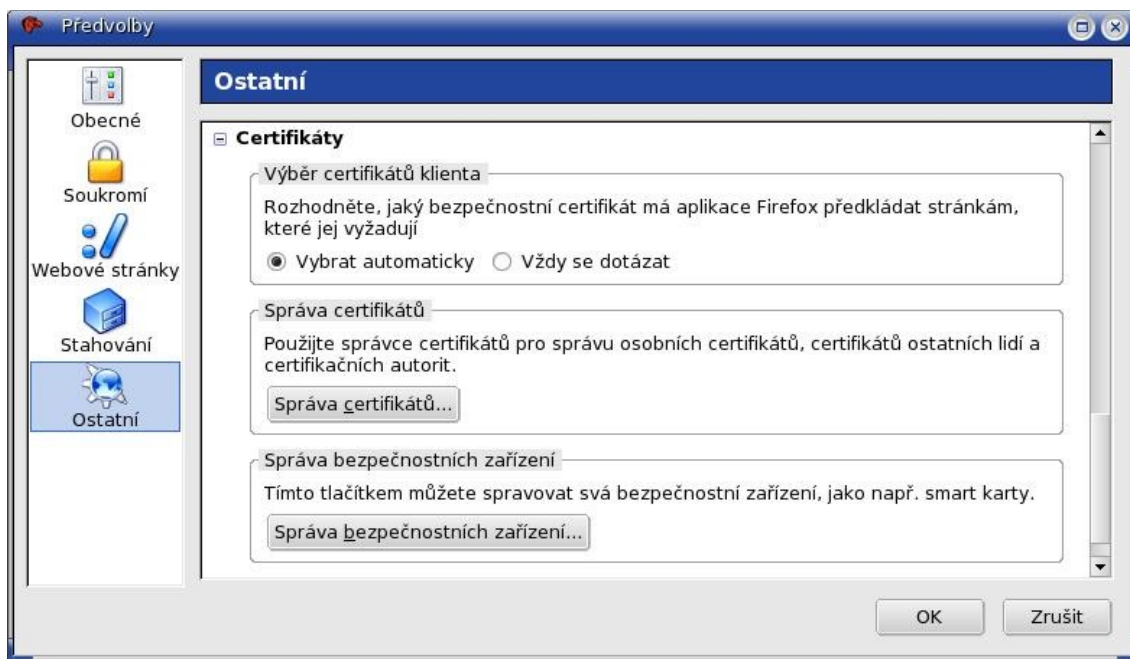 Předvolby
Obecné
Soukromí
Webové stránky
Stahování
Ostatní
Ostatní
Certifikáty
Výběr certifikátů klienta
Rozhodněte, jaký bezpečnostní certifikát má aplikace Firefox předkládat stránkám,
které jej vyžadují
Vybrat automaticky Vždy se dotázat
Správa certifikátů
Použijte správce certifikátů pro správu osobních certifikátů, certifikátů ostatních lidí a
certifikačních autorit.
Správa certifikátů...
Správa bezpečnostních zařízení
Tímto tlačítkem můžete spravovat svá bezpečnostní zařízení, jako např. smart karty.
Správa bezpečnostních zařízení...
OK Zrušit